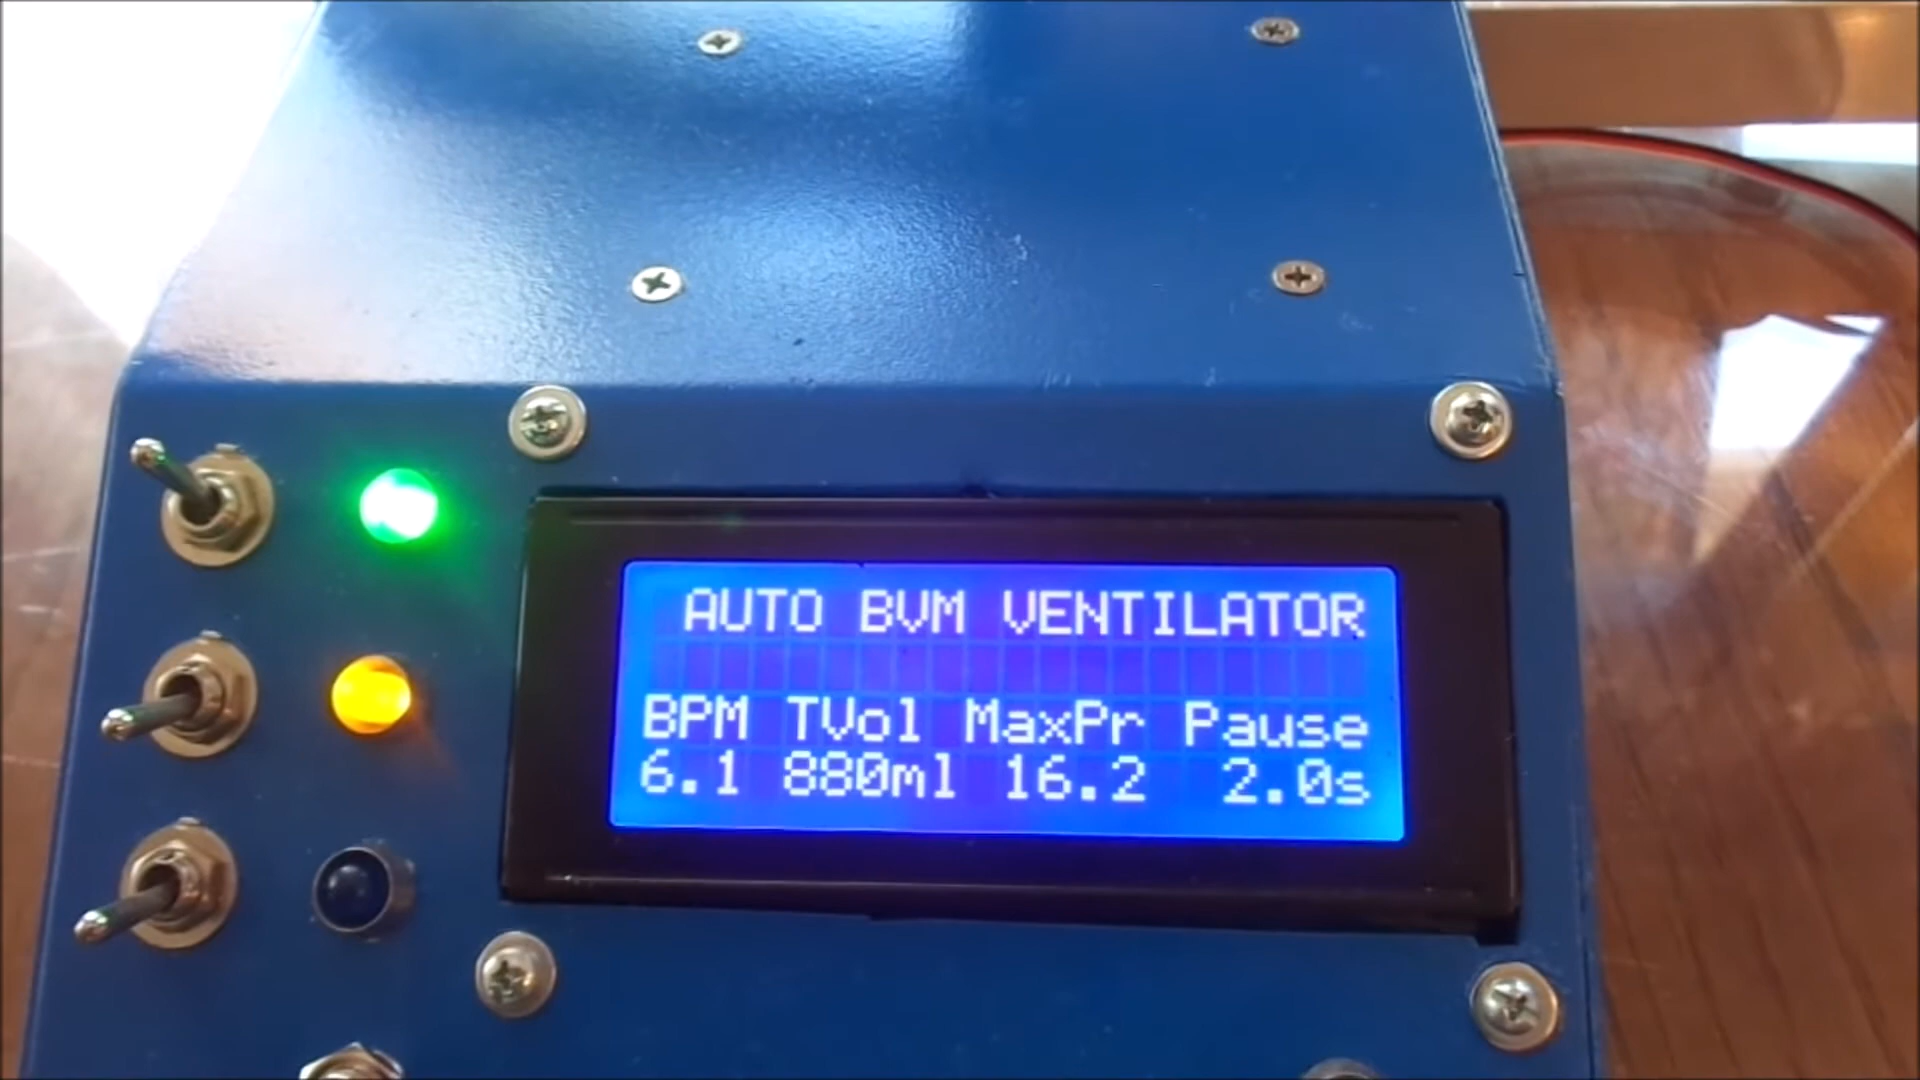 AUTO BVM VENTILATOR
BPM TVol MaxPr Pause
6.1 880ml 16.2 2.0s